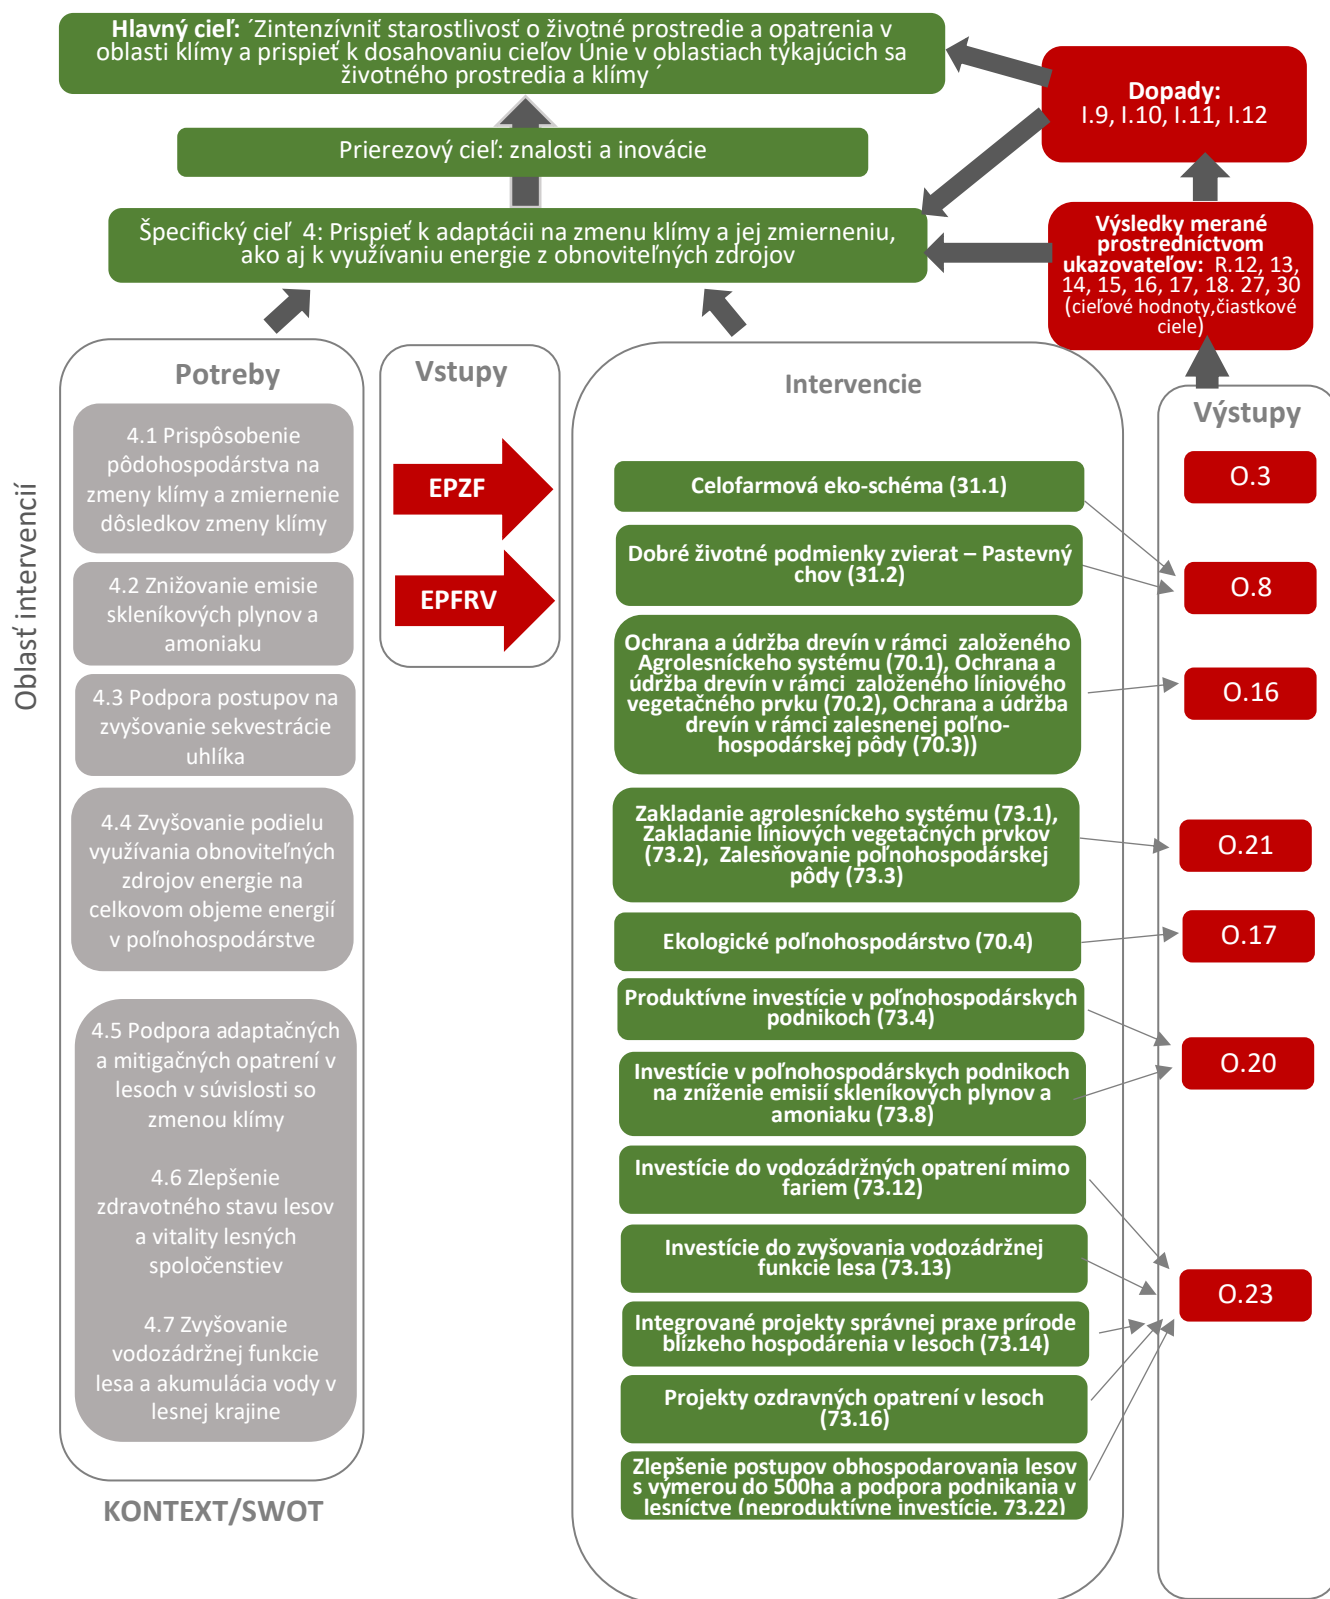 Hlavný cieľ: ´Zintenzívniť starostlivosť o životné prostredie a opatrenia v
oblasti klímy a prispieť k dosahovaniu cieľov Únie v oblastiach týkajúcich sa
životného prostredia a klímy ´
Dopady:
I.9, I.10, I.11, I.12
Prierezový cieľ: znalosti a inovácie
Špecifický cieľ 4: Prispieť k adaptácii na zmenu klímy a jej zmierneniu,
ako aj k využívaniu energie z obnoviteľných zdrojov
Výsledky merané
prostredníctvom
ukazovateľov: R.12, 13,
14, 15, 16, 17, 18. 27, 30
(cieľové hodnoty,čiastkové
ciele)
Oblasť intervencií
Potreby
4.1 Prispôsobenie
pôdohospodárstva na
zmeny klímy a zmiernenie
dôsledkov zmeny klímy
4.2 Znižovanie emisie
skleníkových plynov a
amoniaku
4.3 Podpora postupov na
zvyšovanie sekvestrácie
uhlíka
4.4 Zvyšovanie podielu
využívania obnoviteľných
zdrojov energie na
celkovom objeme energií
v poľnohospodárstve
4.5 Podpora adaptačných
a mitigačných opatrení v
lesoch v súvislosti so
zmenou klímy
4.6 Zlepšenie
zdravotného stavu lesov
a vitality lesných
spoločenstiev
4.7 Zvyšovanie
vodozádržnej funkcie
lesa a akumulácia vody v
lesnej krajine
KONTEXT/SWOT
Vstupy
EPZF
EPFRV
Intervencie
Celofarmová eko-schéma (31.1)
Dobré životné podmienky zvierat – Pastevný
chov (31.2)
Ochrana a údržba drevín v rámci založeného
Agrolesníckeho systému (70.1), Ochrana a
údržba drevín v rámci založeného líniového
vegetačného prvku (70.2), Ochrana a údržba
drevín v rámci zalesnenej poľno-
hospodárskej pôdy (70.3))
Zakladanie agrolesníckeho systému (73.1),
Zakladanie líniových vegetačných prvkov
(73.2), Zalesňovanie poľnohospodárskej
pôdy (73.3)
Ekologické poľnohospodárstvo (70.4)
Produktívne investície v poľnohospodárskych
podnikoch (73.4)
Investície v poľnohospodárskych podnikoch
na zníženie emisií skleníkových plynov a
amoniaku (73.8)
Investície do vodozádržných opatrení mimo
fariem (73.12)
Investície do zvyšovania vodozádržnej
funkcie lesa (73.13)
Integrované projekty správnej praxe prírode
blízkeho hospodárenia v lesoch (73.14)
Projekty ozdravných opatrení v lesoch
(73.16)
Zlepšenie postupov obhospodarovania lesov
s výmerou do 500ha a podpora podnikania v
lesníctve (neproduktívne investície. 73.22)
Výstupy
O.3
O.8
O.16
O.21
O.17
O.20
O.23